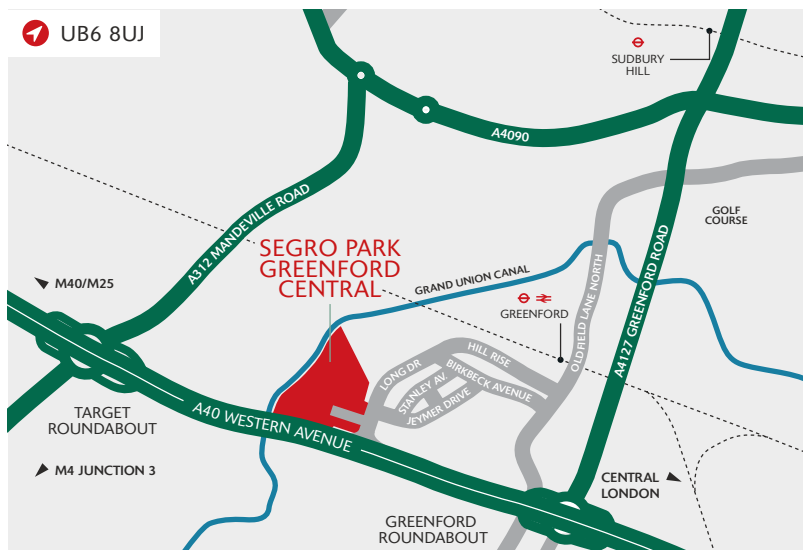 UB6 8UJ
SUDBURY
HILL
A4090
A312 MANDEVILLE ROAD
GOLF
COURSE
SEGRO PARK
GREENFORD
CENTRAL
M40/M25
GRAND UNION CANAL
GREENFORD
OLDFIELD LANE NORTH
A4127 GREENFORD ROAD
HILL RISE
LONG DR
STANLEY AV.
BIRKBECK AVENUE
JEYMER DRIVE
TARGET
ROUNDABOUT
A40 WESTERN AVENUE
M4 JUNCTION 3
CENTRAL
LONDON
GREENFORD
ROUNDABOUT